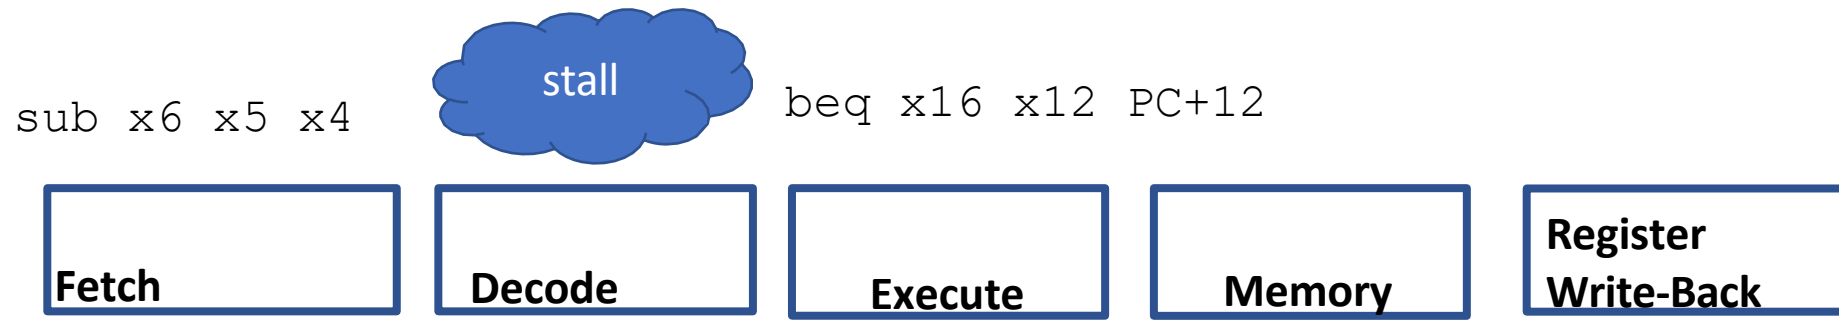 stall
sub x6 x5 x4
beq x16 x12 PC+12
Fetch
Decode
Execute
Memory
Register
Write-Back